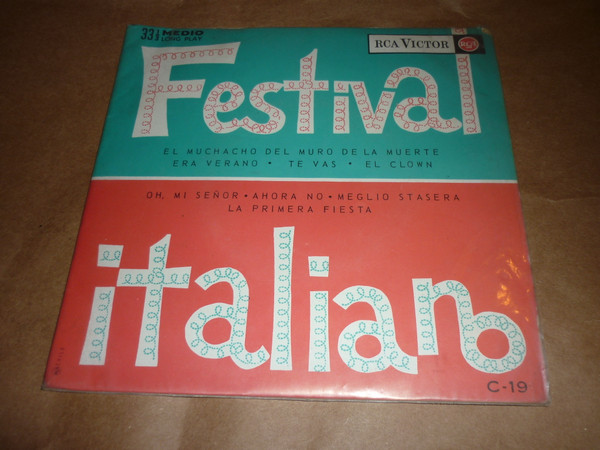 33⅓ MEDIO
LONG PLAY
RCA VICTOR
RCA
Festival
EL MUCHACHO DEL MURO DE LA MUERTE
ERA VERANO • TE VAS • EL CLOWN
OH, MI SEÑOR • AHORA NO • MEGLIO STASERA
LA PRIMERA FIESTA
italiano
C-19